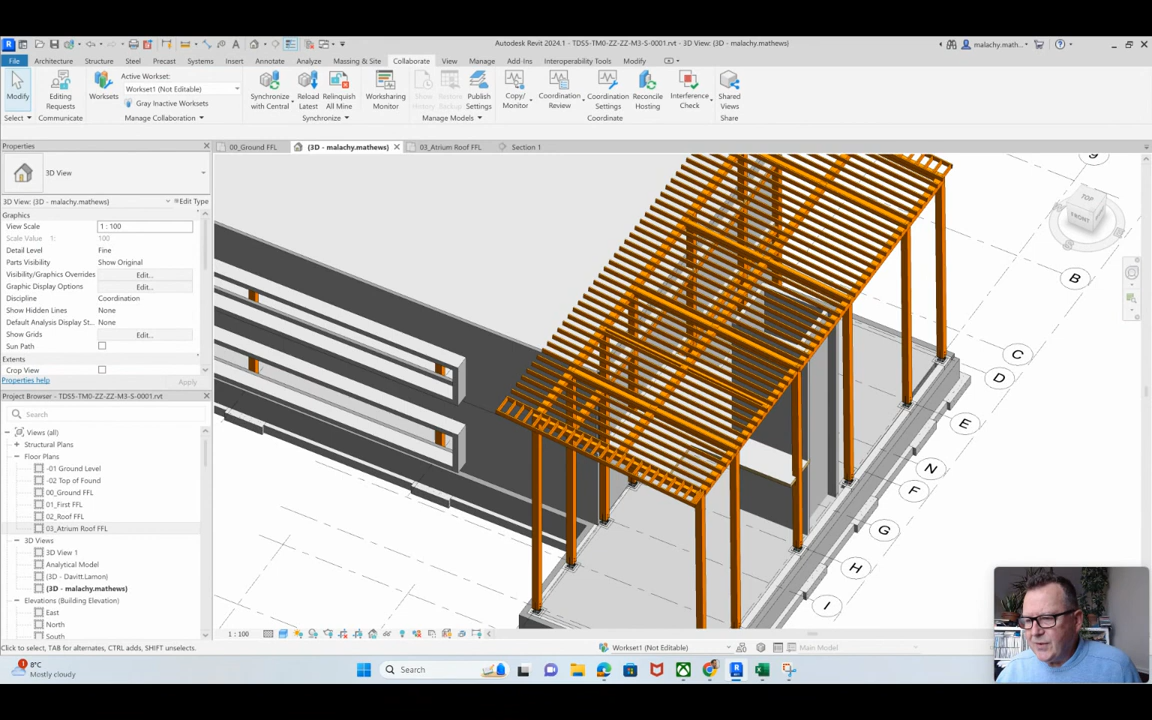 Autodesk Revit 2024.1 - TDS5-TM0-ZZ-ZZ-M3-S-0001.rvt - 3D View: (3D - malachy.mathews)
malachy.math...
File Architecture Structure Steel Precast Systems Insert Annotate Analyze Massing & Site Collaborate View Manage Add-Ins Interoperability Tools Modify
Modify
Editing Requests
Worksets
Active Workset:
Workset1 (Not Editable)
Gray Inactive Worksets
Synchronize with Central
Reload Latest
Relinquish All Mine
Worksharing Monitor
Show History
Restore Backup
Publish Settings
Copy/ Monitor
Coordination Review
Coordination Settings
Reconcile Hosting
Interference Check
Shared Views
Select Communicate Manage Collaboration Synchronize Manage Models Coordinate Share
Properties
00_Ground FFL (3D - malachy.mathews) 03_Atrium Roof FFL Section 1
3D View
3D View: (3D - malachy.mathews) Edit Type
Graphics
View Scale 1 : 100
Scale Value 1: 100
Detail Level Fine
Parts Visibility Show Original
Visibility/Graphics Overrides Edit...
Graphic Display Options Edit...
Discipline Coordination
Show Hidden Lines None
Default Analysis Display St... None
Show Grids Edit...
Sun Path
Extents
Crop View
Properties help Apply
Project Browser - TDS5-TM0-ZZ-ZZ-M3-S-0001.rvt
Search
Views (all)
Structural Plans
Floor Plans
-01 Ground Level
-02 Top of Found
00_Ground FFL
01_First FFL
02_Roof FFL
03_Atrium Roof FFL
3D Views
3D View 1
Analytical Model
(3D - Davitt.Lamon)
(3D - malachy.mathews)
Elevations (Building Elevation)
East
North
South
TOP
FRONT
9
B
C
D
E
N
F
G
H
I
1 : 100
Click to select, TAB for alternates, CTRL adds, SHIFT unselects.
Workset1 (Not Editable)
:0
Main Model
8°C
Mostly cloudy
Search